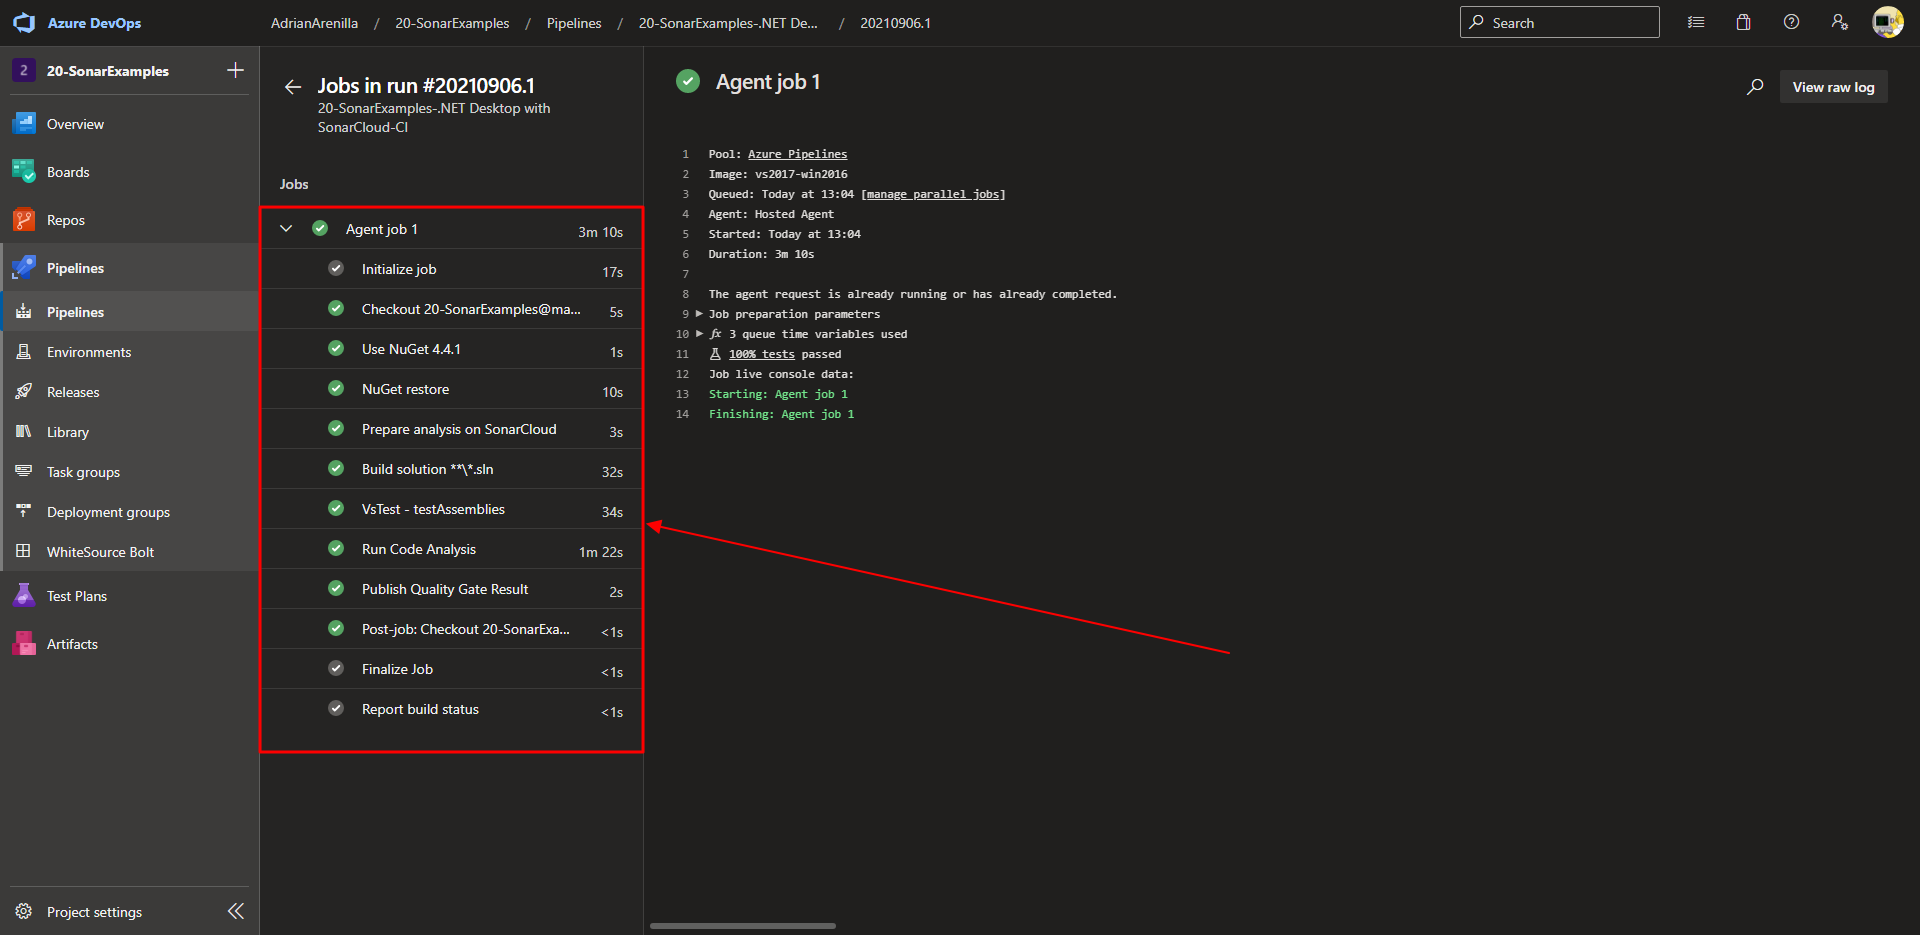 Azure DevOps
AdrianArenilla / 20-SonarExamples / Pipelines / 20-SonarExamples-.NET De... / 20210906.1
Search
2 20-SonarExamples
Overview
Boards
Repos
Pipelines
Pipelines
Environments
Releases
Library
Task groups
Deployment groups
WhiteSource Bolt
Test Plans
Artifacts
Project settings
Jobs in run #20210906.1
20-SonarExamples-.NET Desktop with
SonarCloud-CI
Jobs
Agent job 1 3m 10s
Initialize job 17s
Checkout 20-SonarExamples@ma... 5s
Use NuGet 4.4.1 1s
NuGet restore 10s
Prepare analysis on SonarCloud 3s
Build solution **\*.sln 32s
VsTest - testAssemblies 34s
Run Code Analysis 1m 22s
Publish Quality Gate Result 2s
Post-job: Checkout 20-SonarExa... <1s
Finalize Job <1s
Report build status <1s
Agent job 1
View raw log
1 Pool: Azure Pipelines
2 Image: vs2017-win2016
3 Queued: Today at 13:04 [manage parallel jobs]
4 Agent: Hosted Agent
5 Started: Today at 13:04
6 Duration: 3m 10s
7
8 The agent request is already running or has already completed.
9 Job preparation parameters
10 fx 3 queue time variables used
11 100% tests passed
12 Job live console data:
13 Starting: Agent job 1
14 Finishing: Agent job 1